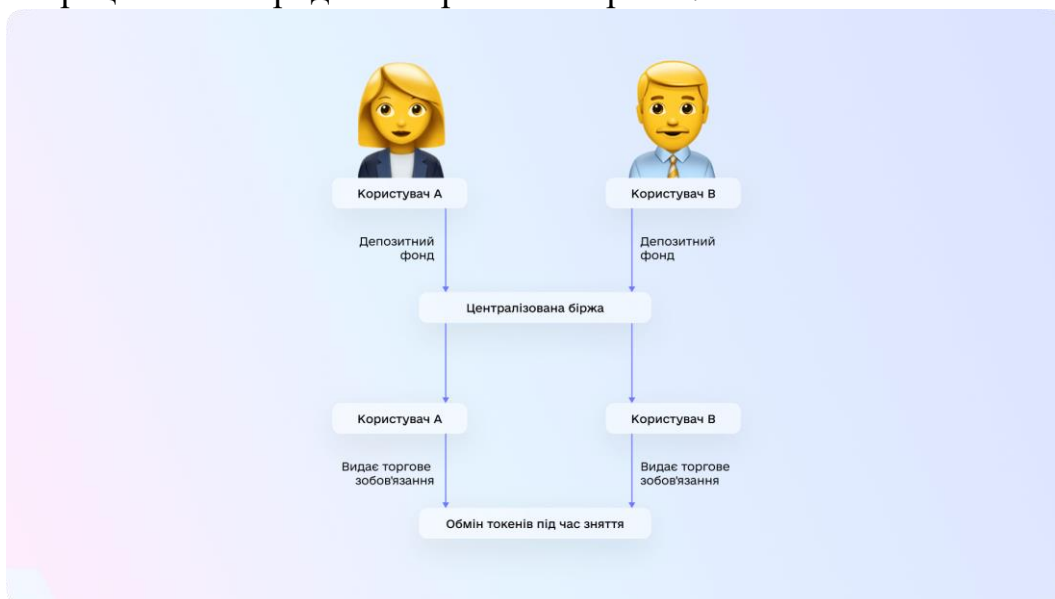 Користувач А
Користувач В
Депозитний
фонд
Депозитний
фонд
Централізована біржа
Користувач А
Користувач В
Видає торгове
зобов'язання
Видає торгове
зобов'язання
Обмін токенів під час зняття